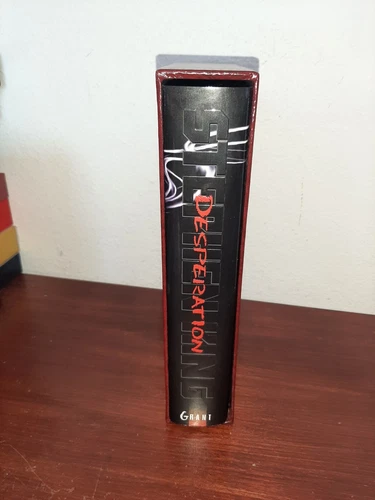 STEPHEN KING
DESPERATION
GRANT